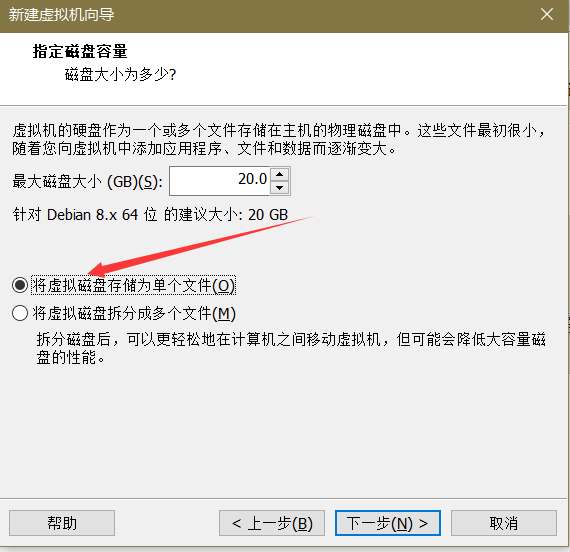 新建虚拟机向导
指定磁盘容量
磁盘大小为多少?
虚拟机的硬盘作为一个或多个文件存储在主机的物理磁盘中。这些文件最初很小，
随着您向虚拟机中添加应用程序、文件和数据而逐渐变大。
最大磁盘大小 (GB)(S): 20.0
针对 Debian 8.x 64 位 的建议大小: 20 GB
将虚拟磁盘存储为单个文件(O)
将虚拟磁盘拆分成多个文件(M)
拆分磁盘后，可以更轻松地在计算机之间移动虚拟机，但可能会降低大容量磁
盘的性能。
帮助 < 上一步(B) 下一步(N) > 取消